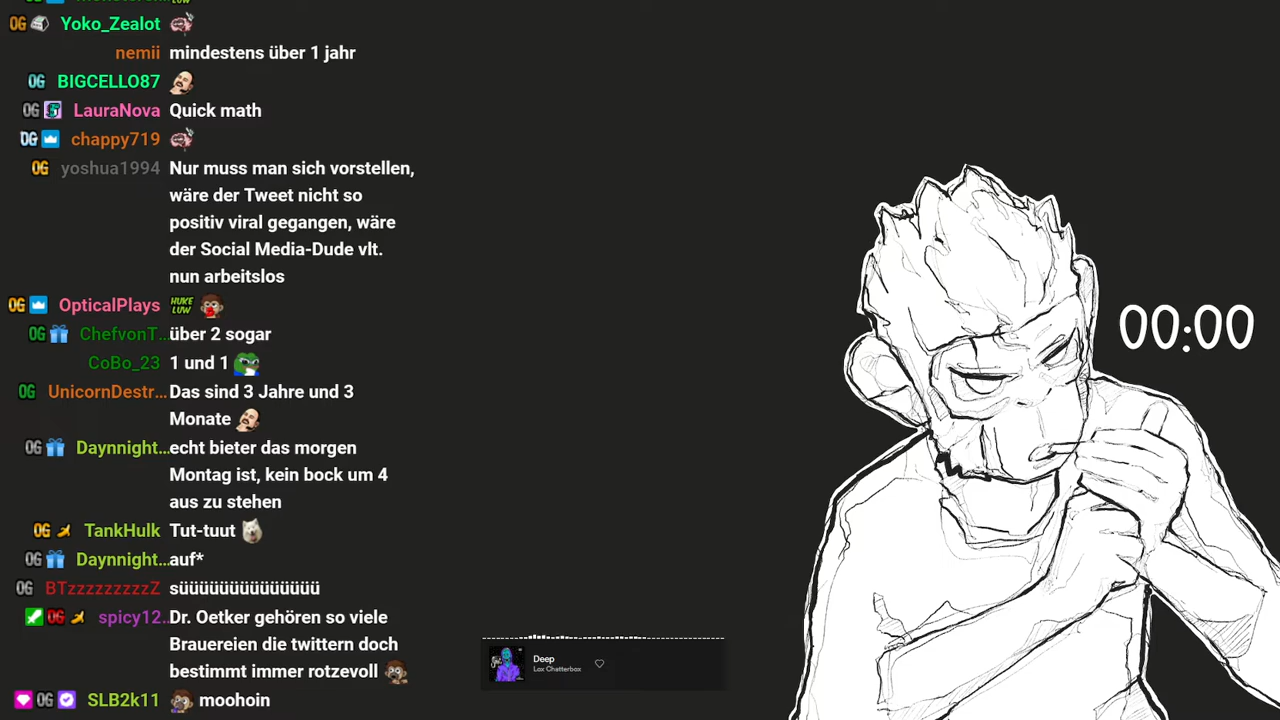 OG Yoko_Zealot
nemii mindestens über 1 jahr
OG BIGCELLO87
OG LauraNova Quick math
OG chappy719
OG yoshua1994 Nur muss man sich vorstellen,
wäre der Tweet nicht so
positiv viral gegangen, wäre
der Social Media-Dude vlt.
nun arbeitslos
OG OpticalPlays HUKE LUW
OG ChefvonT... über 2 sogar
CoBo_23 1 und 1
OG UnicornDestr... Das sind 3 Jahre und 3
Monate
OG Daynnight... echt bieter das morgen
Montag ist, kein bock um 4
aus zu stehen
OG TankHulk Tut-tuut
OG Daynnight... auf*
OG BTzzzzzzzzzZ süüüüüüüüüüüüüüü
OG spicy12... Dr. Oetker gehören so viele
Brauereien die twittern doch
bestimmt immer rotzevoll
OG SLB2k11 moohoin
00:00
Deep
Lox Chatterbox